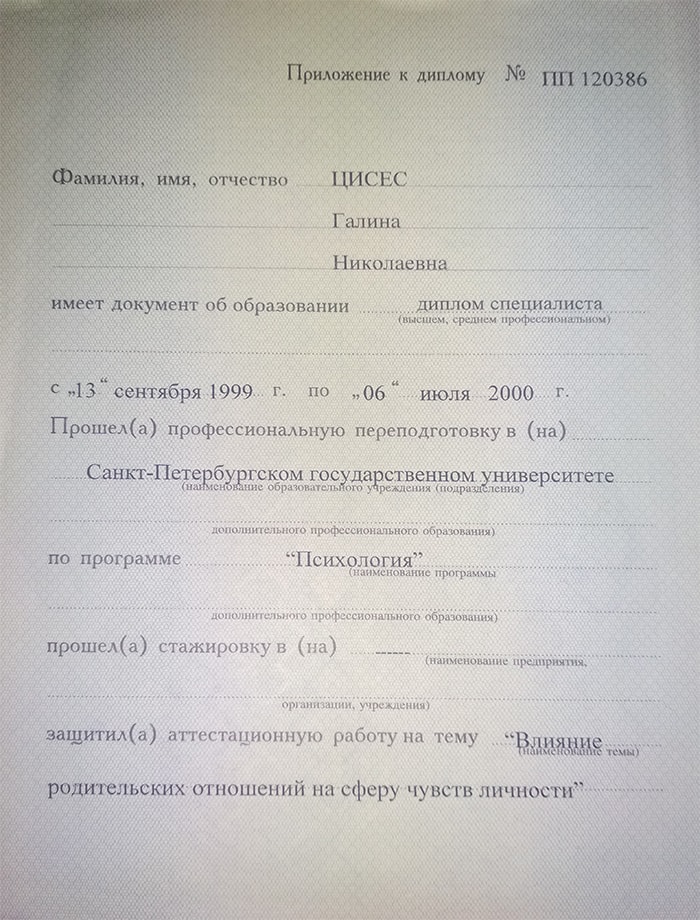 Приложение к диплому № ПП 120386
Фамилия, имя, отчество ЦИСЕС
Галина
Николаевна
имеет документ об образовании диплом специалиста
(высшем, среднем профессиональном)
с „13“ сентября 1999 г. по „06“ июля 2000 г.
Прошел(а) профессиональную переподготовку в (на)
Санкт-Петербургском государственном университете
(наименование образовательного учреждения (подразделения)
дополнительного профессионального образования)
по программе “Психология”
(наименование программы
дополнительного профессионального образования)
прошел(а) стажировку в (на) ------
(наименование предприятия,
организации, учреждения)
защитил(а) аттестационную работу на тему “Влияние
(наименование темы)
родительских отношений на сферу чувств личности”